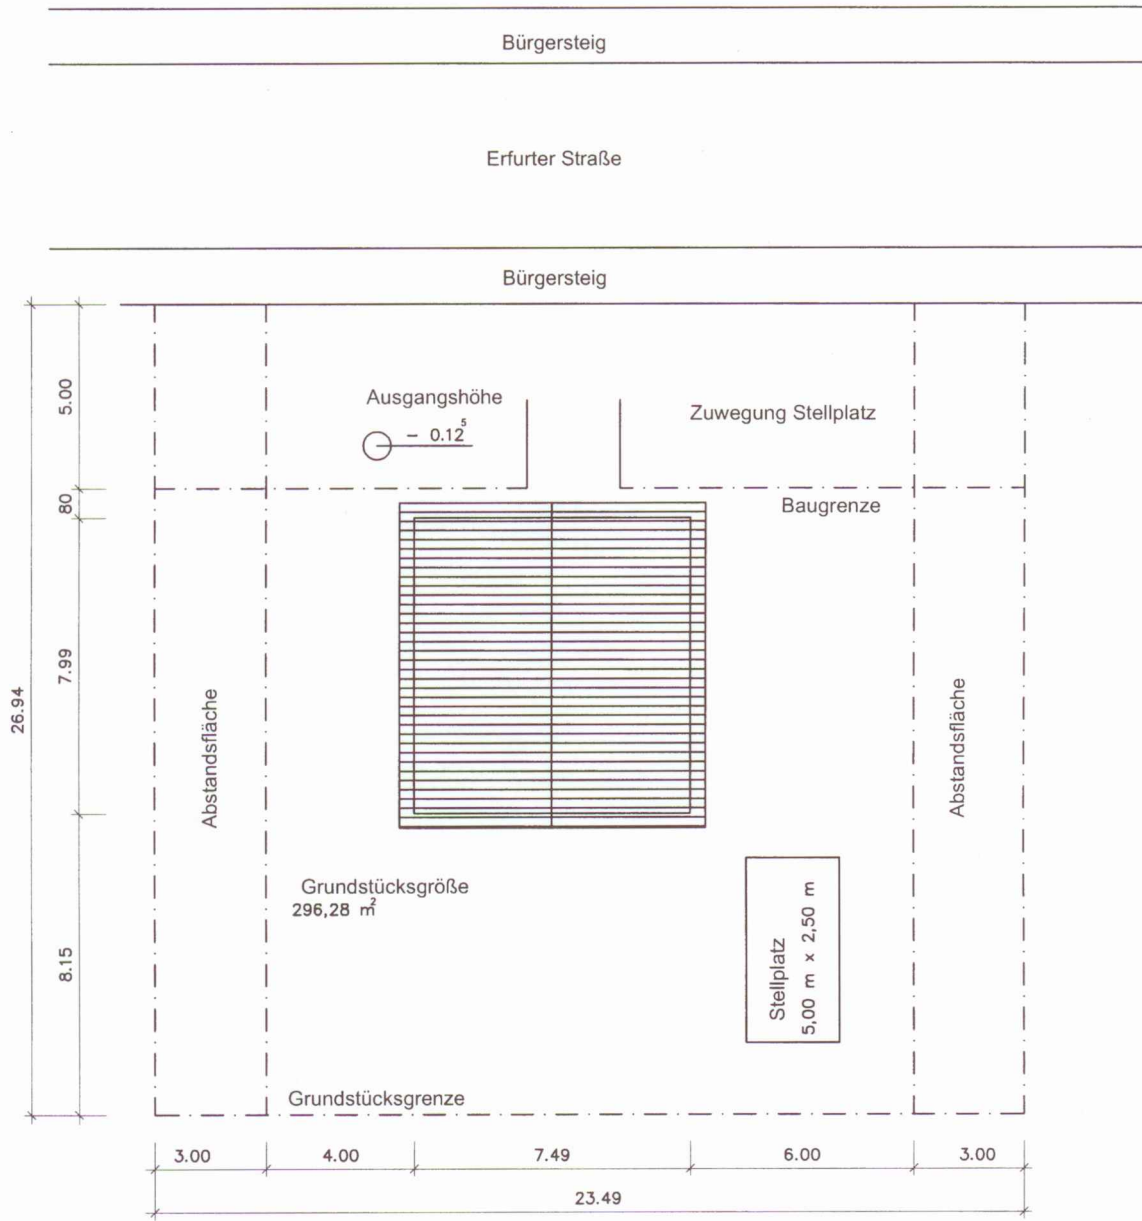 Bürgersteig
Erfurter Straße
Bürgersteig
Ausgangshöhe
– 0.12⁵
Zuwegung Stellplatz
Baugrenze
5.00
80
7.99
8.15
26.94
Abstandsfläche
Abstandsfläche
Grundstücksgröße
296,28 m²
Stellplatz
5,00 m x 2,50 m
Grundstücksgrenze
3.00
4.00
7.49
6.00
3.00
23.49